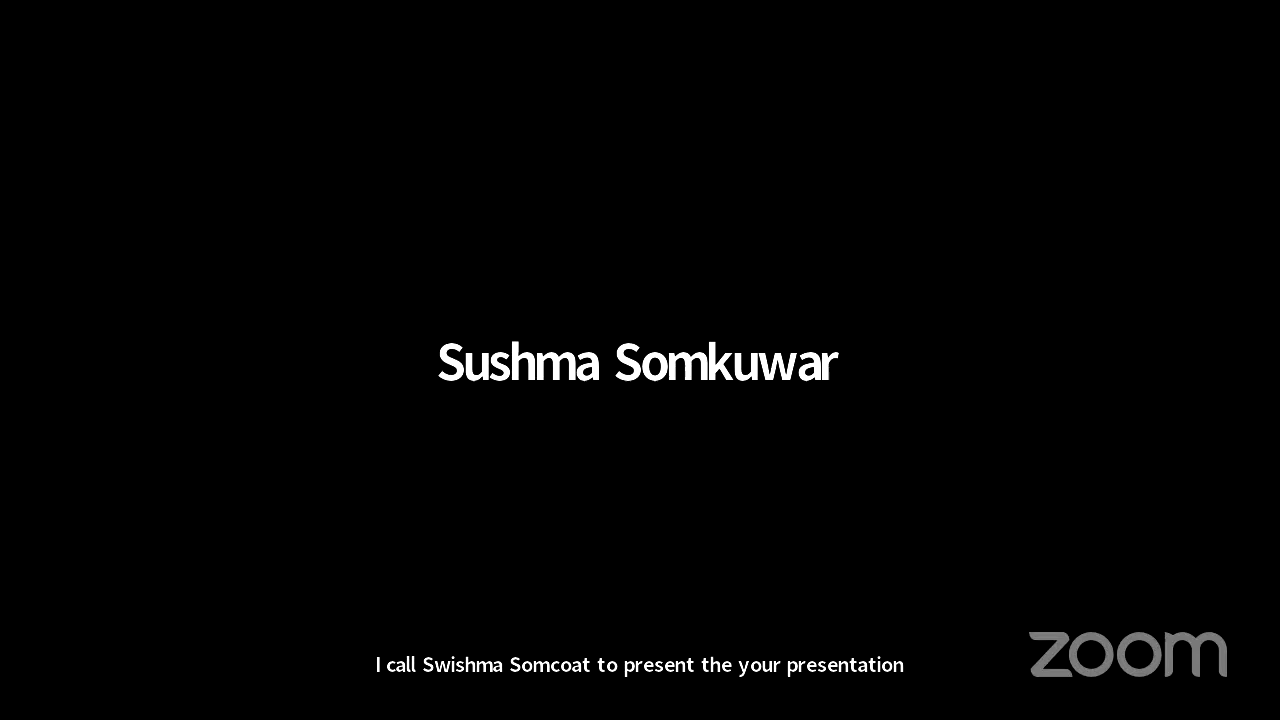 Sushma Somkuwar
I call Swishma Somcoat to present the your presentation
zoom